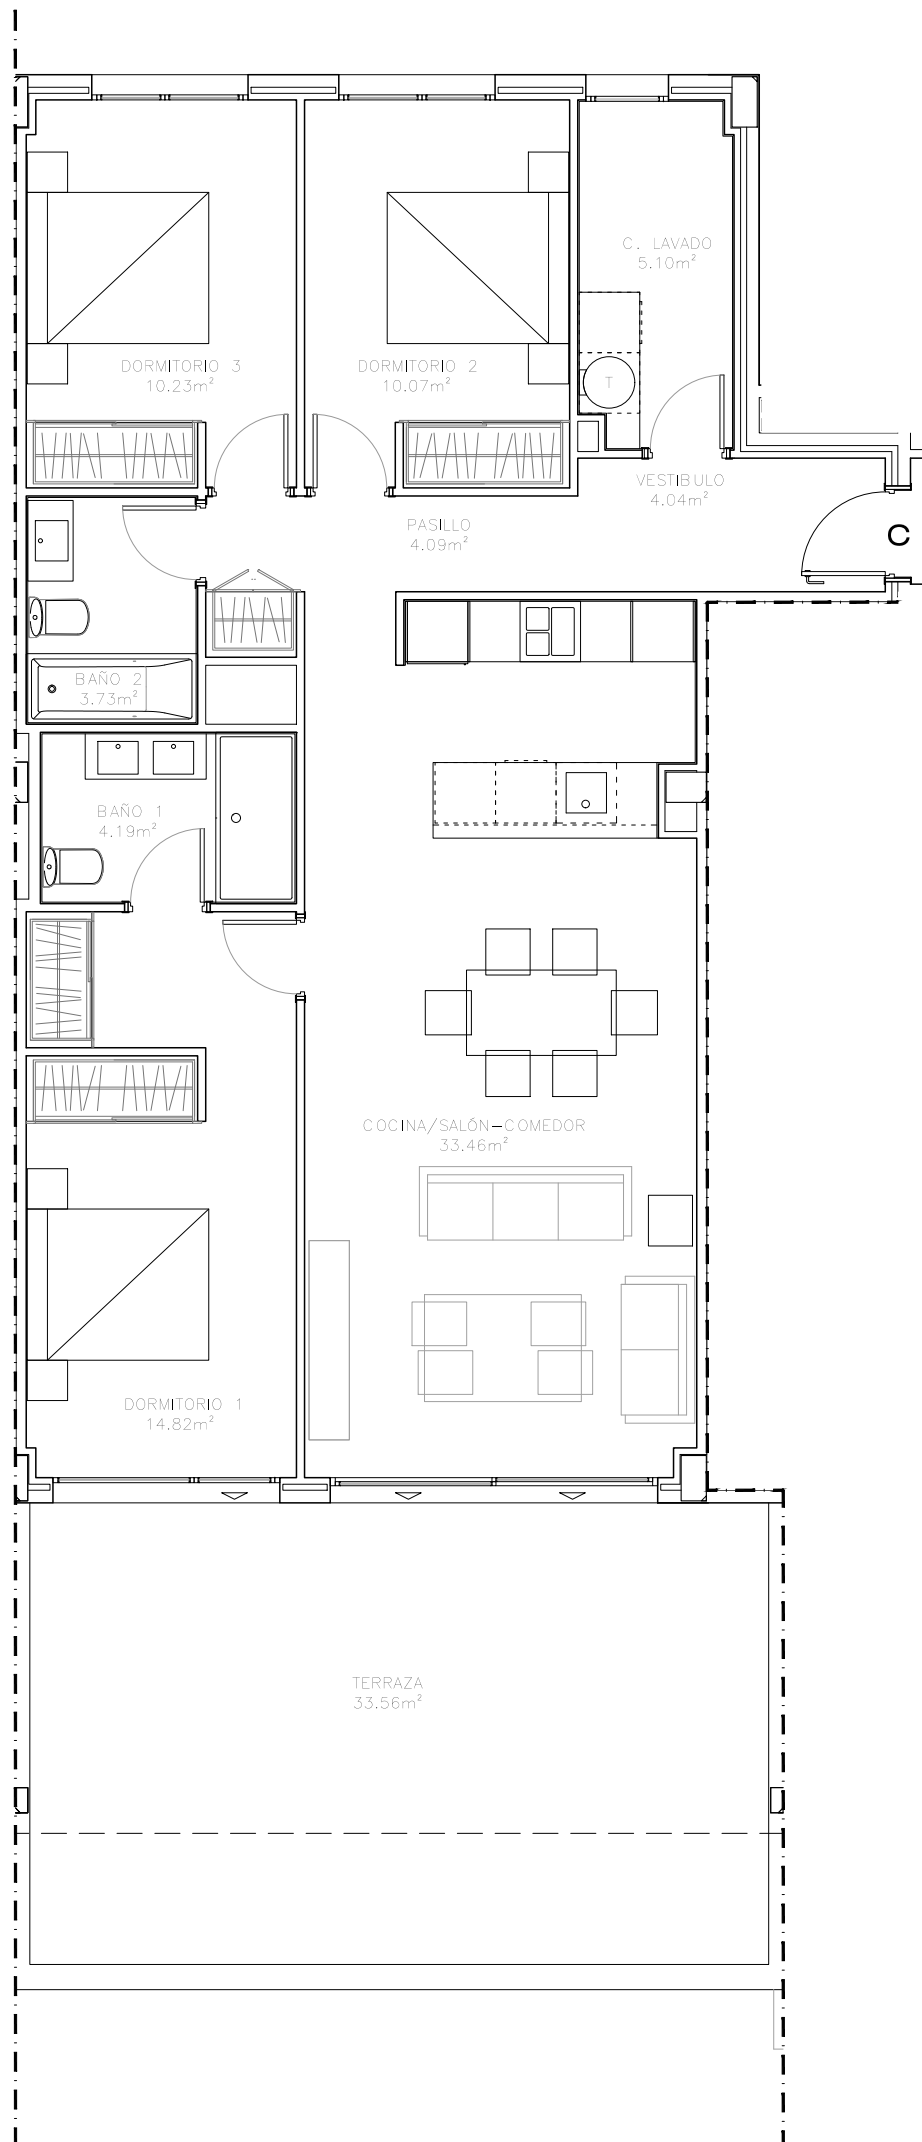 C. LAVADO
5.10m²
DORMITORIO 3
10.23m²
DORMITORIO 2
10.07m²
T
VESTIBULO
4.04m²
PASILLO
4.09m²
C
BAÑO 2
3.73m²
BAÑO 1
4.19m²
COCINA/SALÓN-COMEDOR
33.46m²
DORMITORIO 1
14.82m²
TERRAZA
33.56m²